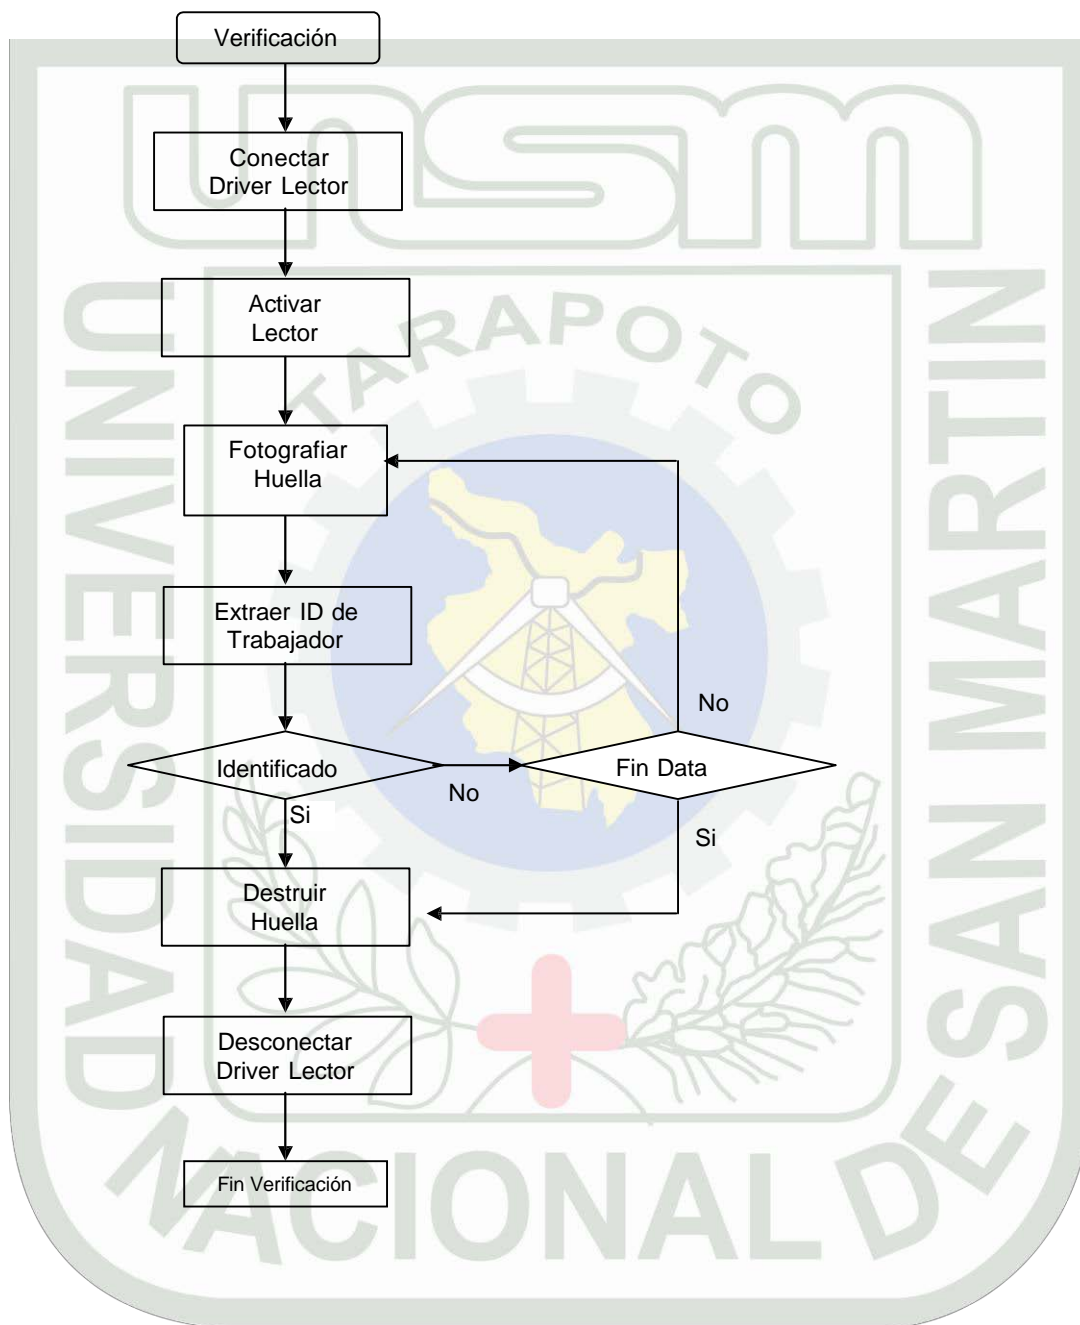 Verificación
Conectar
Driver Lector
Activar
Lector
Fotografiar
Huella
Extraer ID de
Trabajador
Identificado
No
Fin Data
No
Si
Si
Destruir
Huella
Desconectar
Driver Lector
Fin Verificación
unsm
TARAPOTO
UNIVERSIDAD
NACIONAL DE
SAN MARTIN